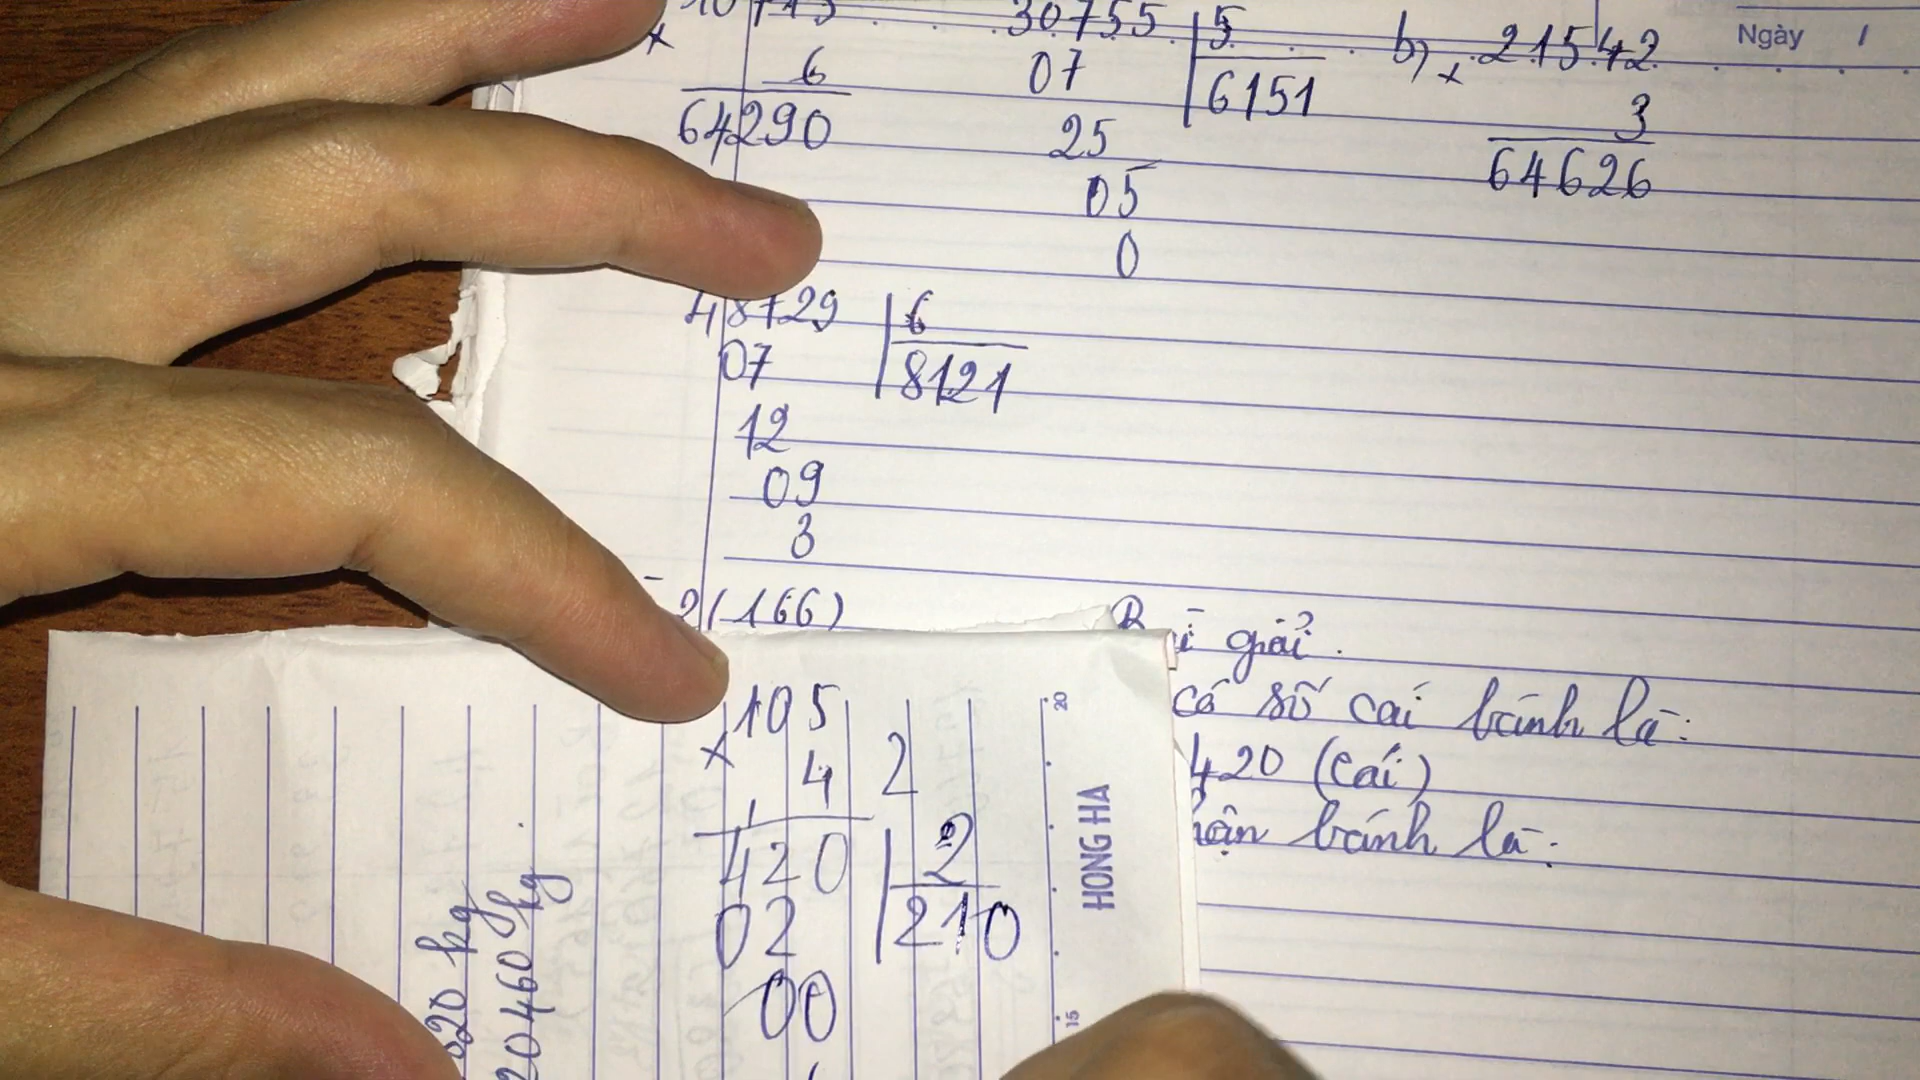 30755 5 b) × 21542 Ngày /
×
6 07 6151 3
64290 25 64626
05
0
48729 6
07 8121
12
09
3
2 (166)
giải.
có số cái bánh là:
420 (cái)
bánh là:
105
× 4 2
420 2
02 210
00
820 kg
20460 kg
HONG HA
20
15